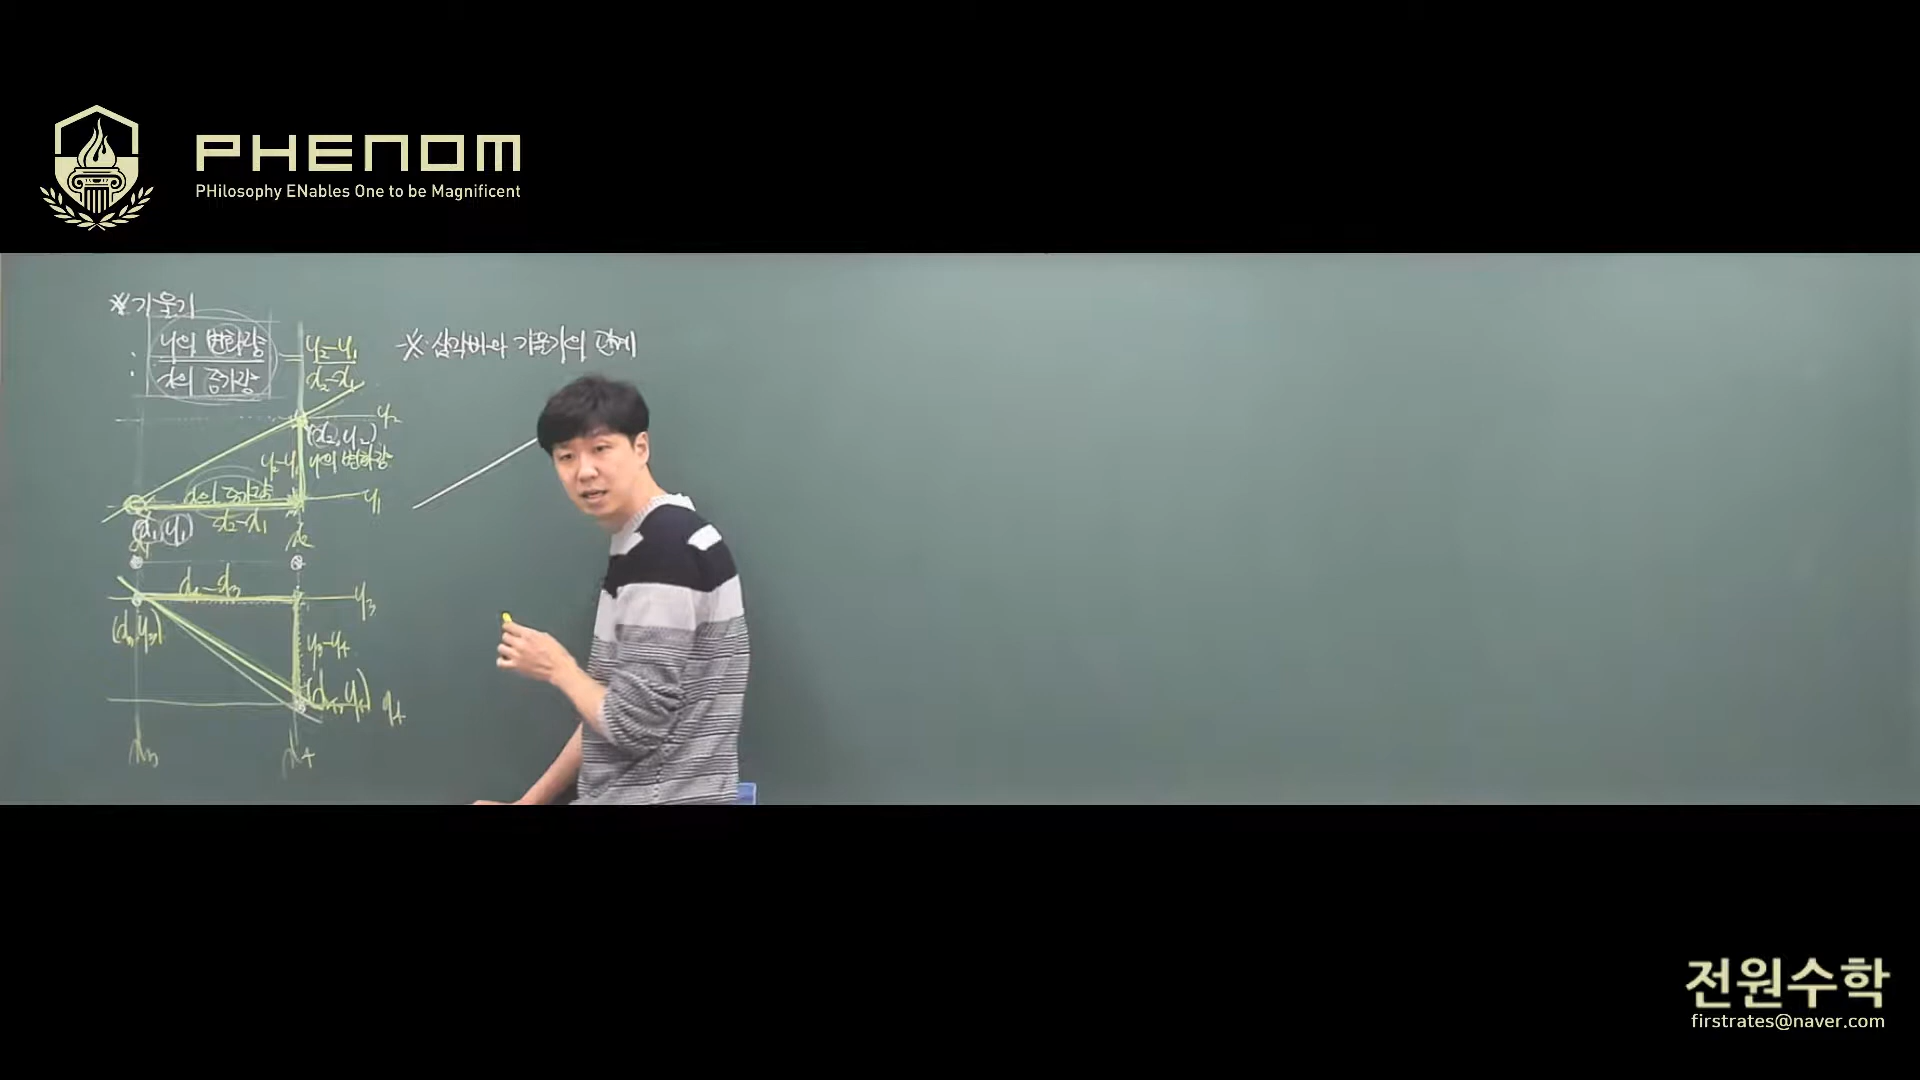 PHENOM
PHilosophy ENables One to be Magnificent
※ 기울기
: y의 변화량 / x의 증가량 = y₂-y₁ / x₂-x₁
※ 삼각비와 기울기의 관계
y₂
(x₂, y₂)
y₂-y₁ y의 변화량
x의 증가량
y₁
x₂-x₁
(x₁, y₁)
x₁ x₂
x₄-x₃
y₃
(x₃, y₃)
y₃-y₄
(x₄, y₄) y₄
x₃ x₄
전원수학
firstrates@naver.com